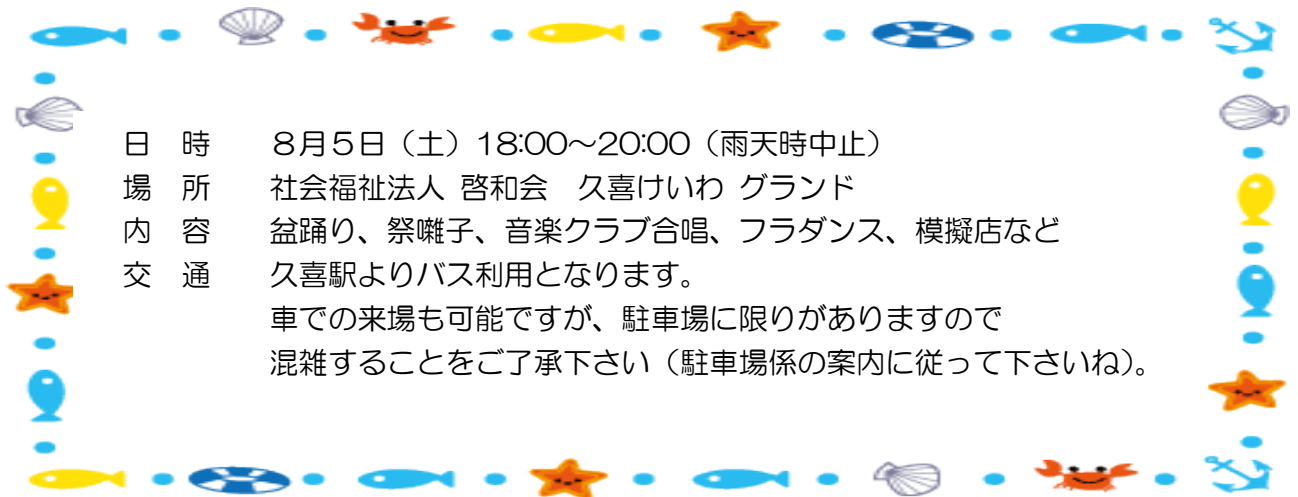 日　時　　８月５日（土）18:00～20:00（雨天時中止）
場　所　　社会福祉法人 啓和会　久喜けいわ グランド
内　容　　盆踊り、祭囃子、音楽クラブ合唱、フラダンス、模擬店など
交　通　　久喜駅よりバス利用となります。
車での来場も可能ですが、駐車場に限りがありますので
混雑することをご了承下さい（駐車場係の案内に従って下さいね）。